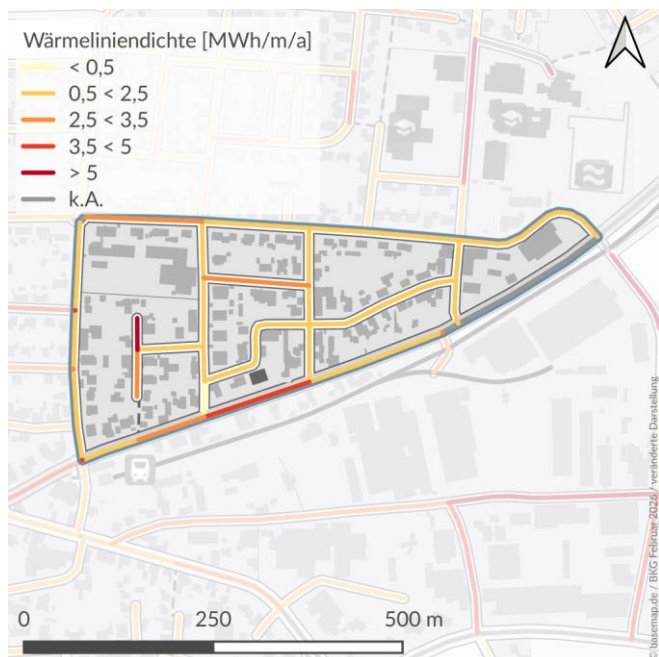 Wärmeliniendichte [MWh/m/a]
< 0,5
0,5 < 2,5
2,5 < 3,5
3,5 < 5
> 5
k.A.
0 250 500 m
© basemap.de / BKG Februar 2026 / veränderte Darstellung